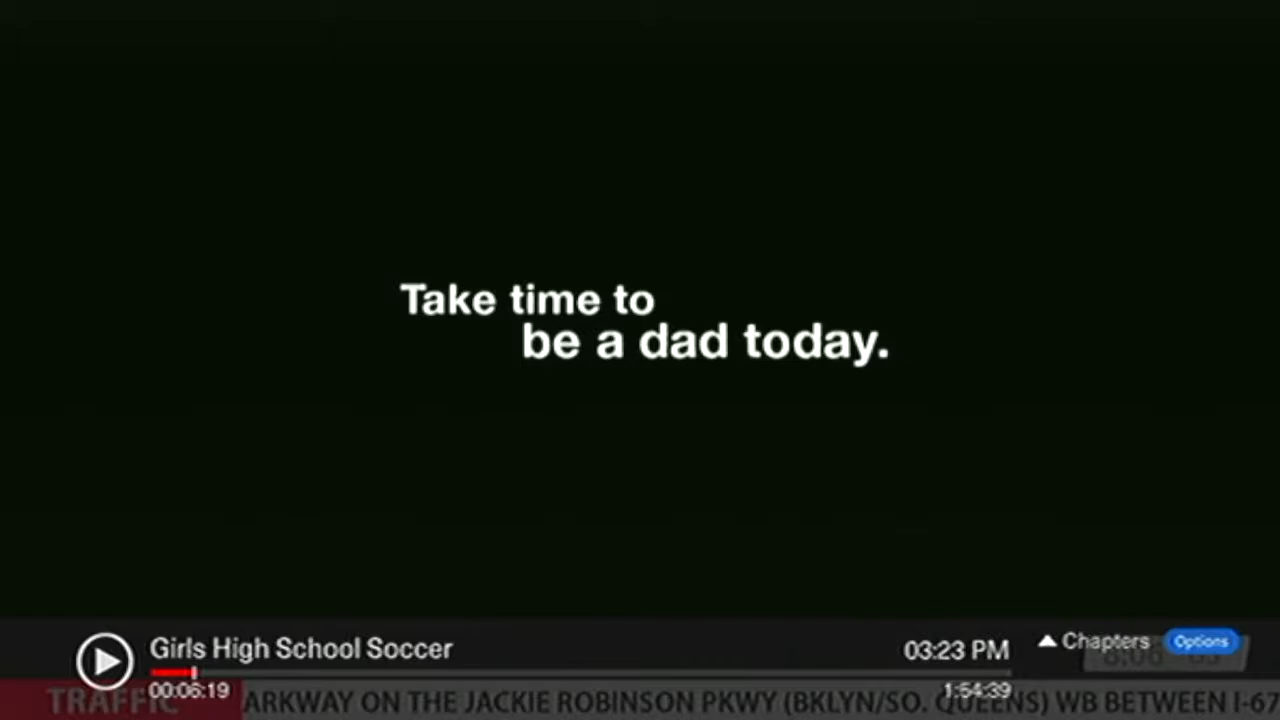 Take time to
be a dad today.
Girls High School Soccer
03:23 PM
Chapters
Options
00:06:19
1:54:39
TRAFFIC
ARKWAY ON THE JACKIE ROBINSON PKWY (BKLYN/SO. QUEENS) WB BETWEEN I-67